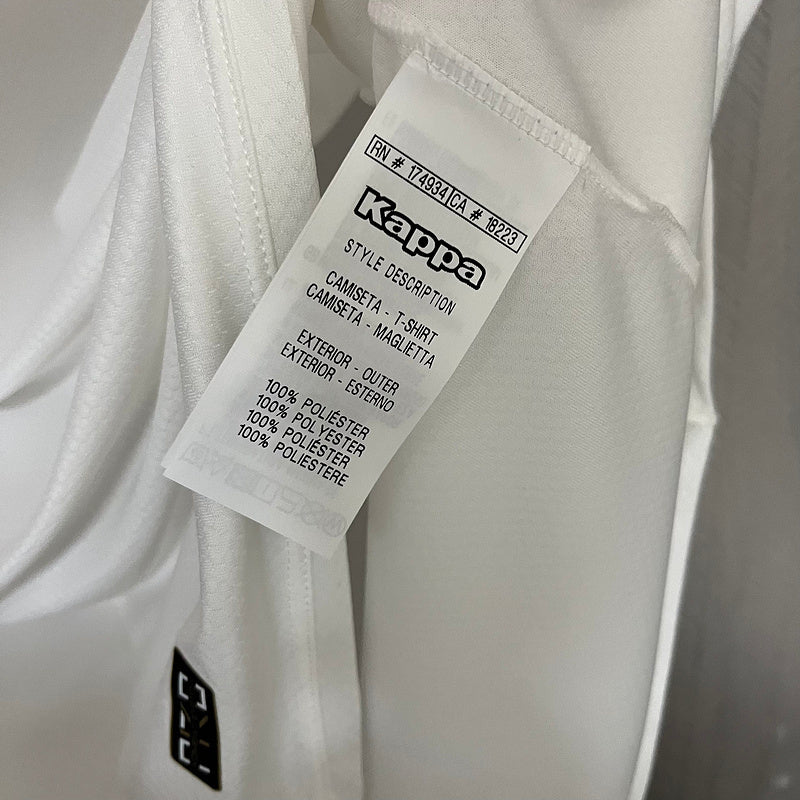 RN # 174934 CA # 18223
Kappa
STYLE DESCRIPTION
CAMISETA - T-SHIRT
CAMISETA - MAGLIETTA
EXTERIOR - OUTER
EXTERIOR - ESTERNO
100% POLIÉSTER
100% POLYESTER
100% POLIÉSTER
100% POLIESTERE